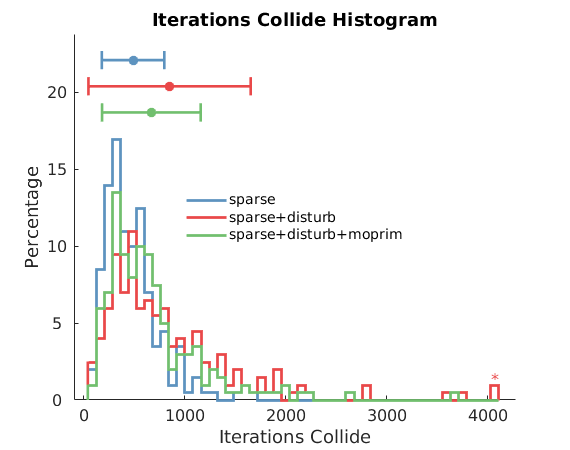 Iterations Collide Histogram
Percentage
20
15
10
5
0
sparse
sparse+disturb
sparse+disturb+moprim
*
0 1000 2000 3000 4000
Iterations Collide